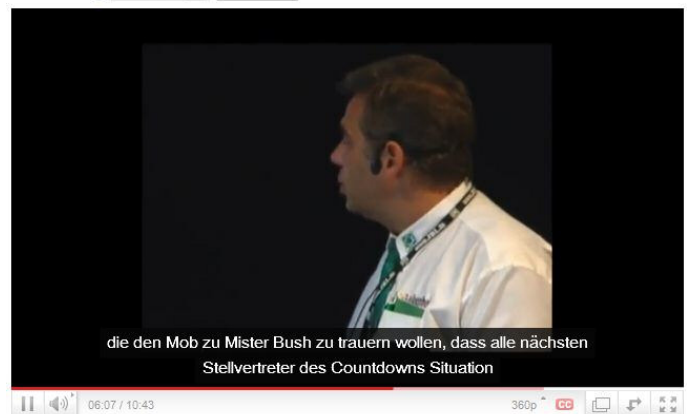 die den Mob zu Mister Bush zu trauern wollen, dass alle nächsten
Stellvertreter des Countdowns Situation
06:07 / 10:43
360p
CC